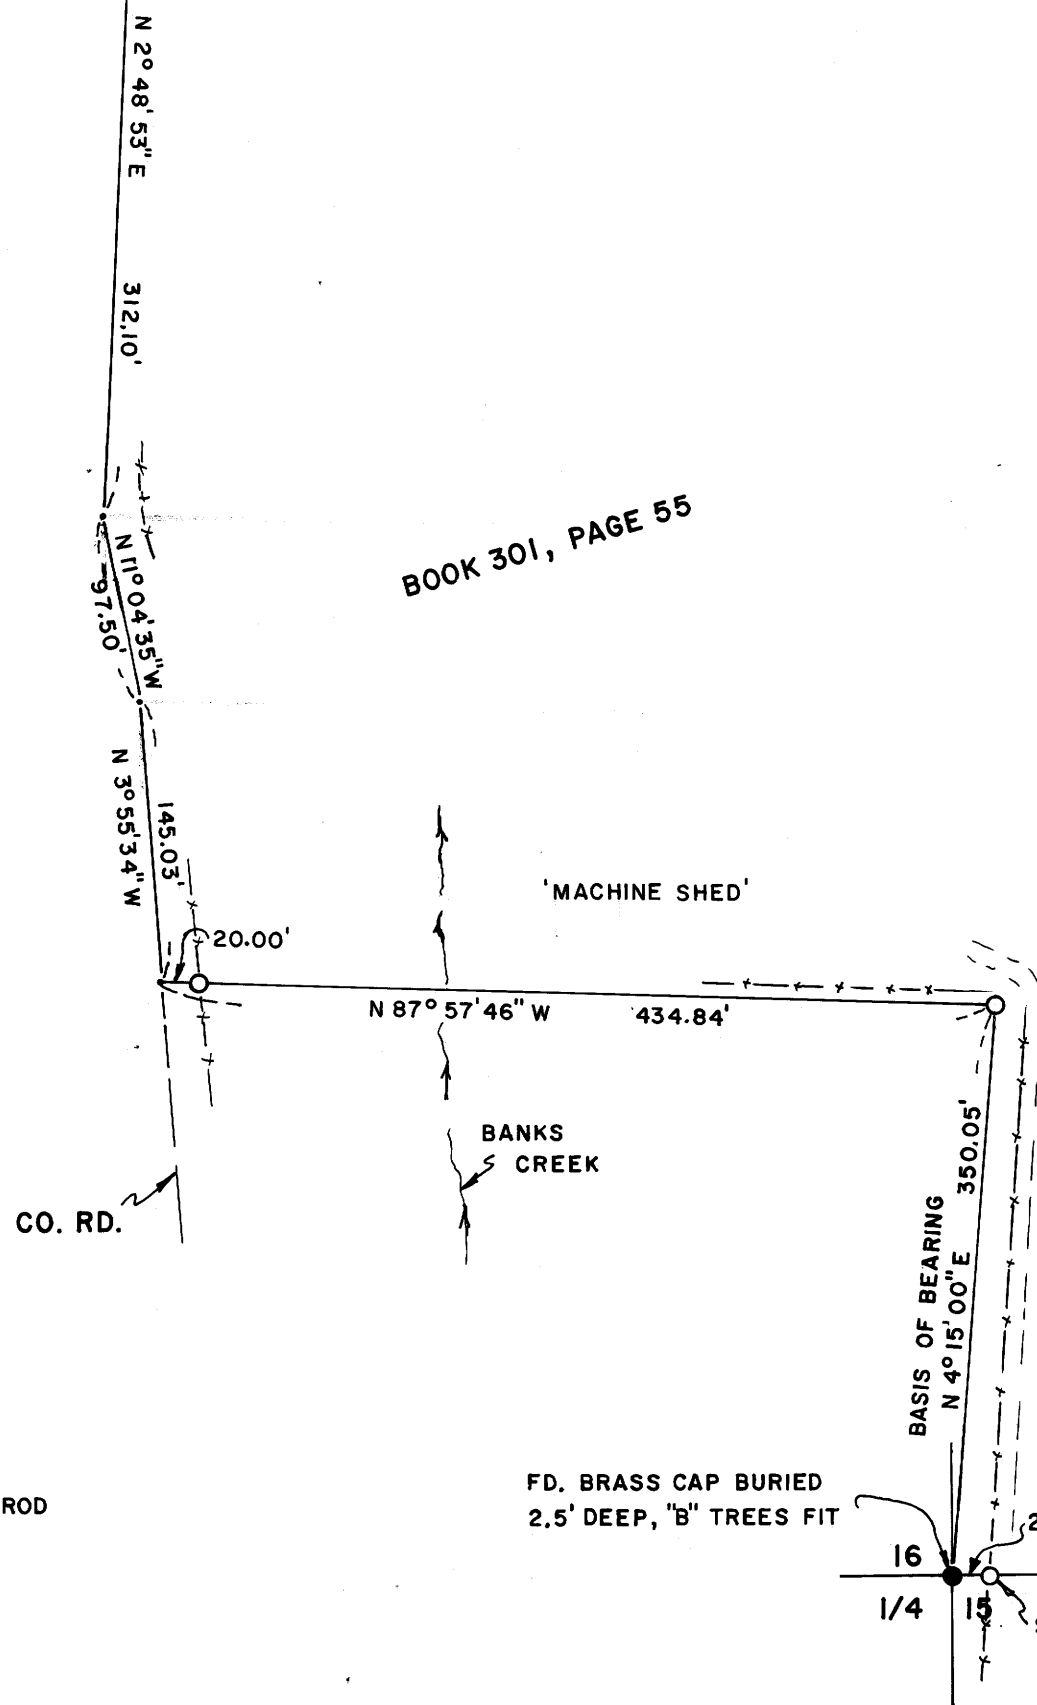 N 2° 48' 53" E
312.10'
BOOK 301, PAGE 55
N 11° 04' 35" W
97.50'
N 3° 55' 34" W
145.03'
'MACHINE SHED'
20.00'
N 87° 57' 46" W 434.84'
BANKS
CREEK
CO. RD.
350.05'
BASIS OF BEARING
N 4° 15' 00" E
FD. BRASS CAP BURIED
2.5' DEEP, "B" TREES FIT
ROD
2
16
1/4 15